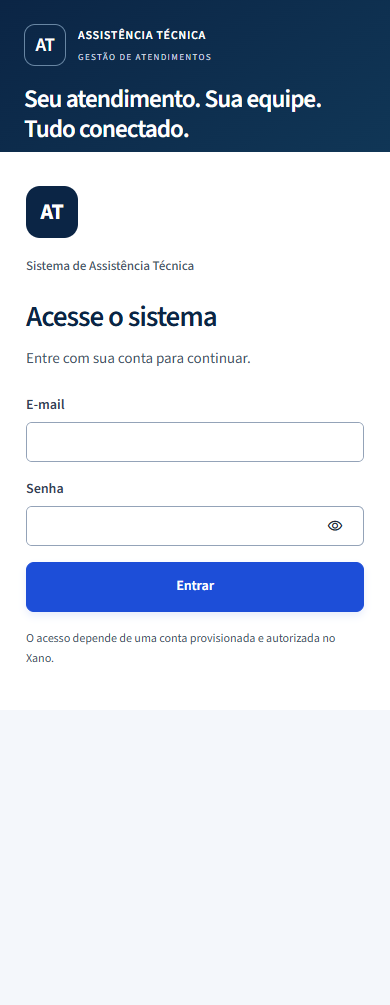 AT
ASSISTÊNCIA TÉCNICA
GESTÃO DE ATENDIMENTOS
Seu atendimento. Sua equipe.
Tudo conectado.
AT
Sistema de Assistência Técnica
Acesse o sistema
Entre com sua conta para continuar.
E-mail
Senha
Entrar
O acesso depende de uma conta provisionada e autorizada no
Xano.